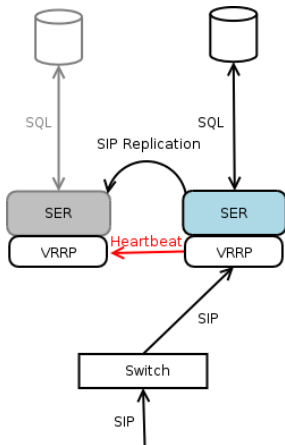 SQL
SQL
SIP Replication
SER
SER
Heartbeat
VRRP
VRRP
SIP
Switch
SIP